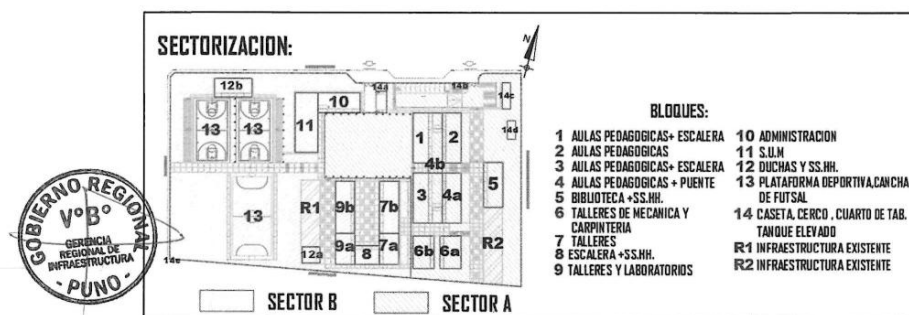 SECTORIZACION:
N
12b
14a
14b
14c
13
13
11
10
1
2
14d
4b
3
4a
5
R1
9b
7b
13
9a
8
7a
6b
6a
R2
12a
14e
SECTOR B
SECTOR A
BLOQUES:
1 AULAS PEDAGOGICAS+ ESCALERA
2 AULAS PEDAGOGICAS
3 AULAS PEDAGOGICAS+ ESCALERA
4 AULAS PEDAGOGICAS + PUENTE
5 BIBLIOTECA +SS.HH.
6 TALLERES DE MECANICA Y
CARPINTERIA
7 TALLERES
8 ESCALERA +SS.HH.
9 TALLERES Y LABORATORIOS
10 ADMINISTRACION
11 S.U.M
12 DUCHAS Y SS.HH.
13 PLATAFORMA DEPORTIVA,CANCHA
DE FUTSAL
14 CASETA, CERCO , CUARTO DE TAB.
TANQUE ELEVADO
R1 INFRAESTRUCTURA EXISTENTE
R2 INFRAESTRUCTURA EXISTENTE
GOBIERNO REGIONAL
V°B°
GERENCIA
REGIONAL DE
INFRAESTRUCTURA
- PUNO -